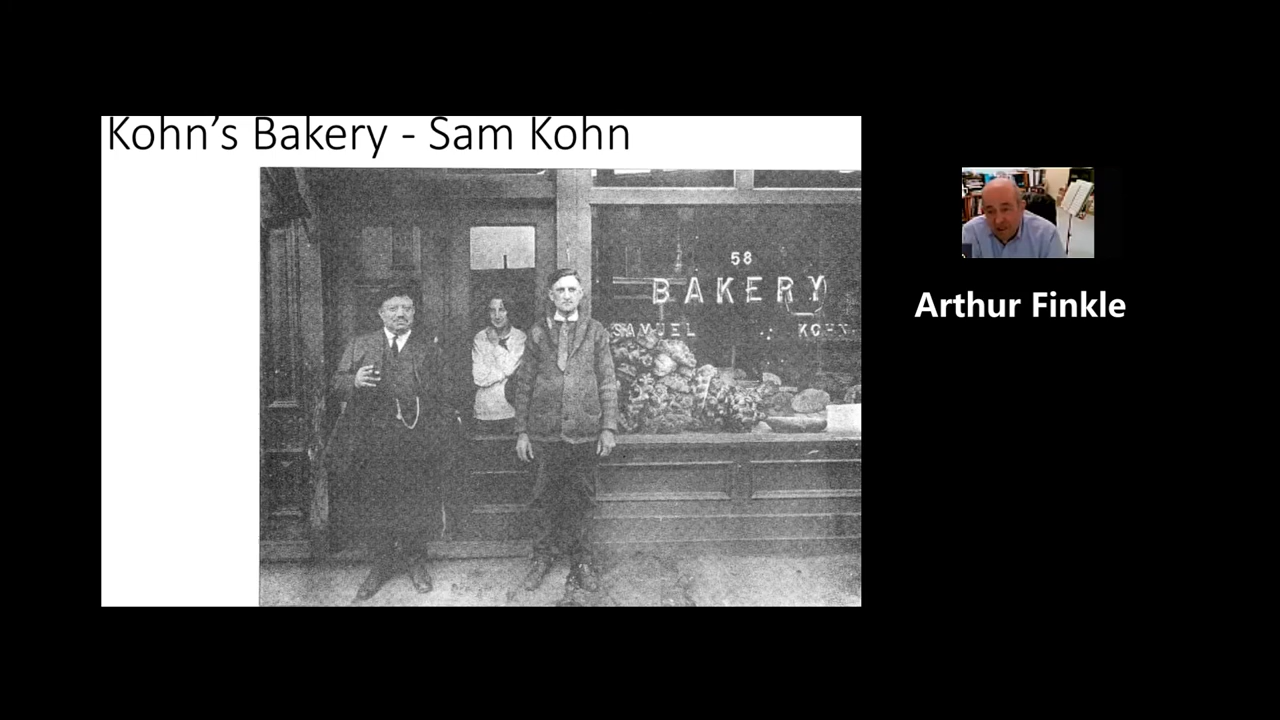 Kohn’s Bakery - Sam Kohn
58
BAKERY
SAMUEL KOHN
Arthur Finkle